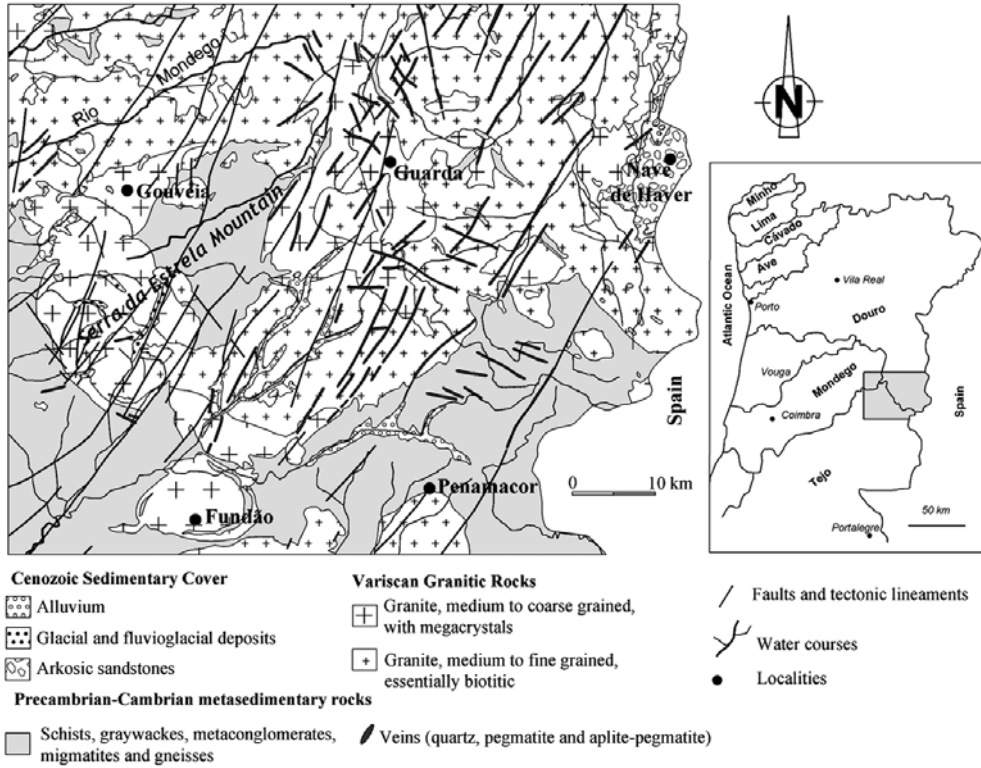 Rio
Mondego
Gouveia
Guarda
Nave
de Haver
Serra da Estrela Mountain
Spain
Penamacor
Fundão
0 10 km
N
Minho
Lima
Cávado
Ave
Vila Real
Porto
Douro
Atlantic Ocean
Vouga
Mondego
Coimbra
Spain
Tejo
50 km
Portalegre
Cenozoic Sedimentary Cover
Alluvium
Glacial and fluvioglacial deposits
Arkosic sandstones
Variscan Granitic Rocks
Granite, medium to coarse grained,
with megacrystals
Granite, medium to fine grained,
essentially biotitic
Faults and tectonic lineaments
Water courses
Localities
Precambrian-Cambrian metasedimentary rocks
Schists, graywackes, metaconglomerates,
migmatites and gneisses
Veins (quartz, pegmatite and aplite-pegmatite)